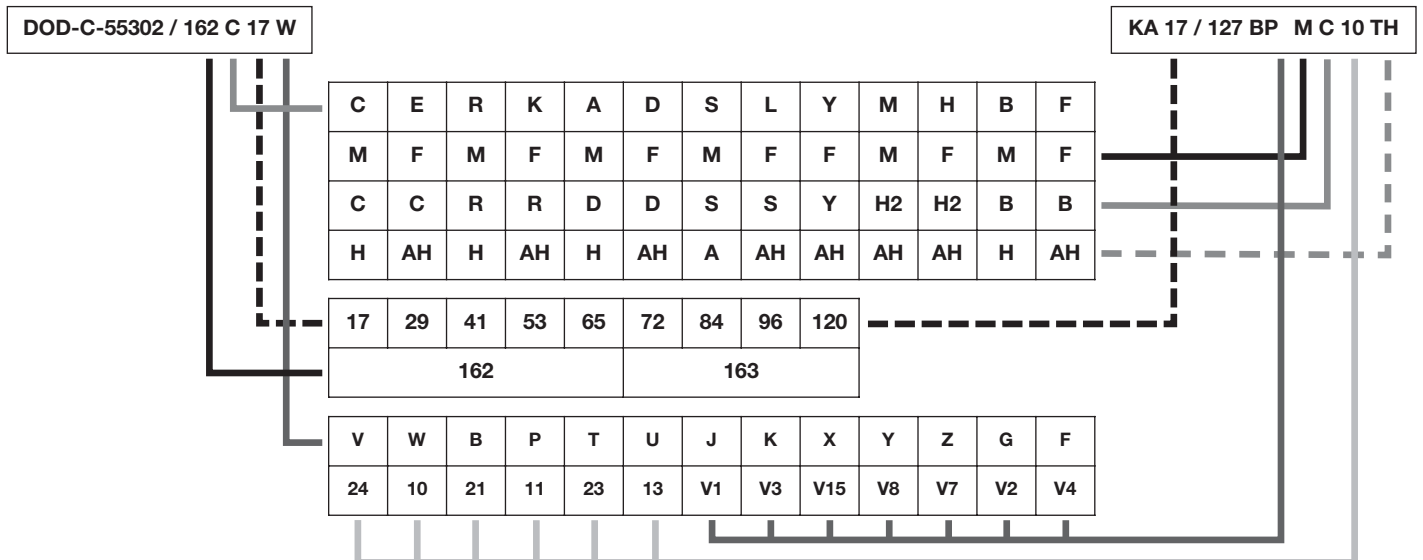 DOD-C-55302 / 162 C 17 W
KA 17 / 127 BP M C 10 TH
C E R K A D S L Y M H B F
M F M F M F M F F M F M F
C C R R D D S S Y H2 H2 B B
H AH H AH H AH A AH AH AH AH H AH
17 29 41 53 65 72 84 96 120
162 163
V W B P T U J K X Y Z G F
24 10 21 11 23 13 V1 V3 V15 V8 V7 V2 V4